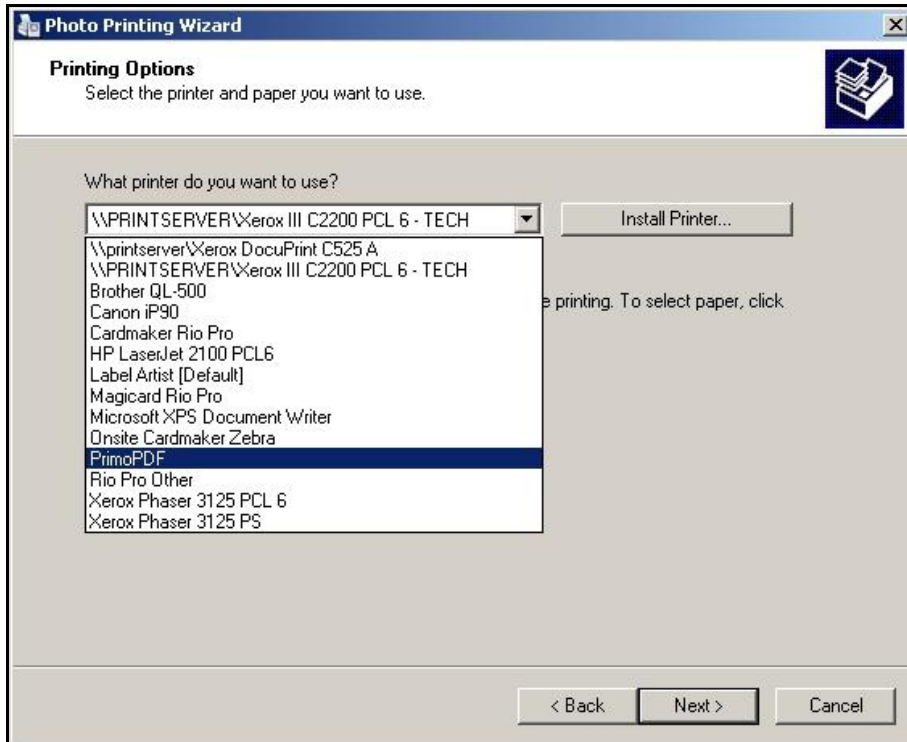 Photo Printing Wizard
Printing Options
Select the printer and paper you want to use.
What printer do you want to use?
\\PRINTSERVER\Xerox III C2200 PCL 6 - TECH
Install Printer...
\\printserver\Xerox DocuPrint C525 A
\\PRINTSERVER\Xerox III C2200 PCL 6 - TECH
Brother QL-500
e printing. To select paper, click
Canon iP90
Cardmaker Rio Pro
HP LaserJet 2100 PCL6
Label Artist [Default]
Magicard Rio Pro
Microsoft XPS Document Writer
Onsite Cardmaker Zebra
PrimoPDF
Rio Pro Other
Xerox Phaser 3125 PCL 6
Xerox Phaser 3125 PS
< Back
Next >
Cancel